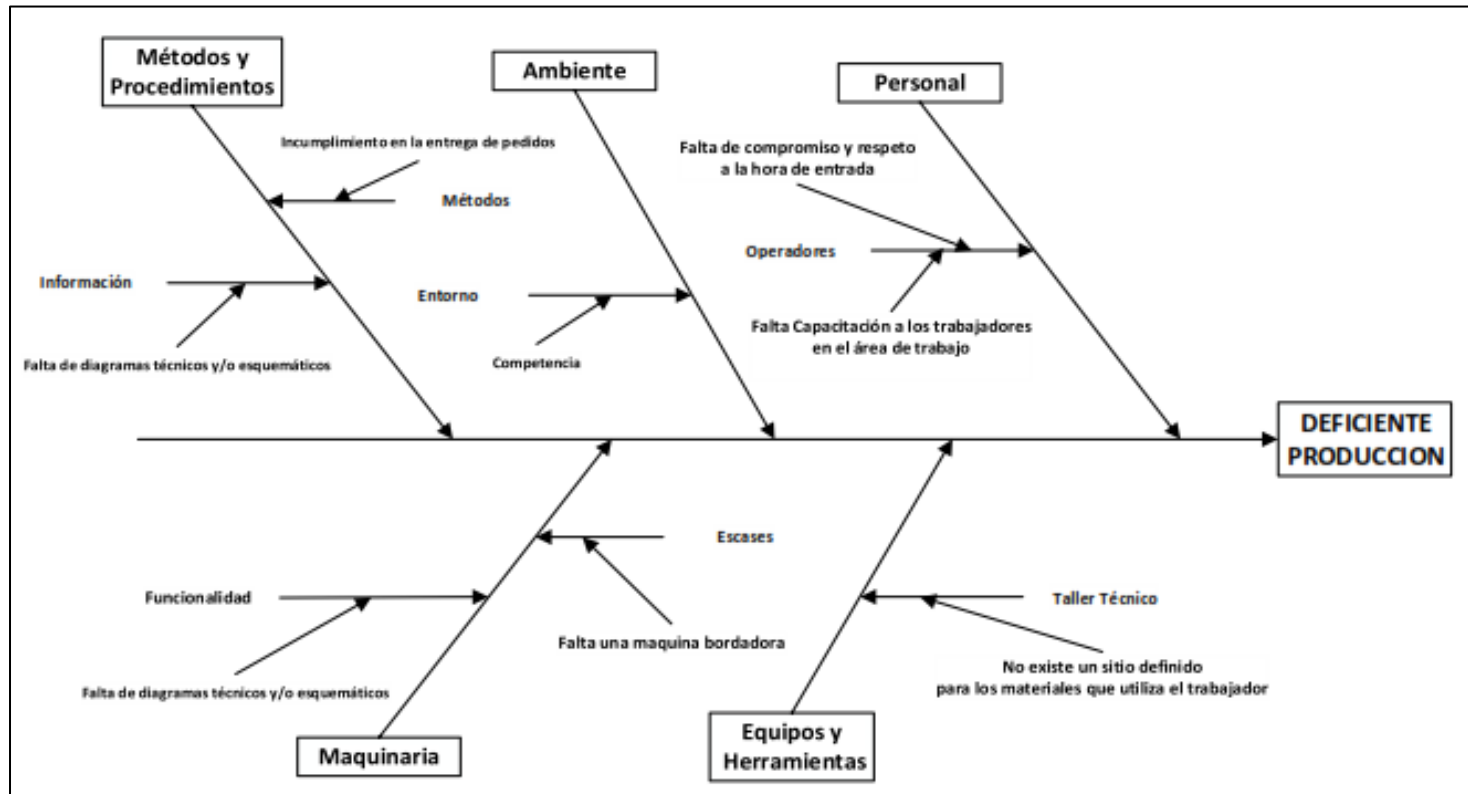 Métodos y
Procedimientos
Ambiente
Personal
Incumplimiento en la entrega de pedidos
Métodos
Información
Falta de diagramas técnicos y/o esquemáticos
Entorno
Competencia
Falta de compromiso y respeto
a la hora de entrada
Operadores
Falta Capacitación a los trabajadores
en el área de trabajo
DEFICIENTE
PRODUCCION
Escases
Funcionalidad
Falta una maquina bordadora
Falta de diagramas técnicos y/o esquemáticos
Taller Técnico
No existe un sitio definido
para los materiales que utiliza el trabajador
Maquinaria
Equipos y
Herramientas